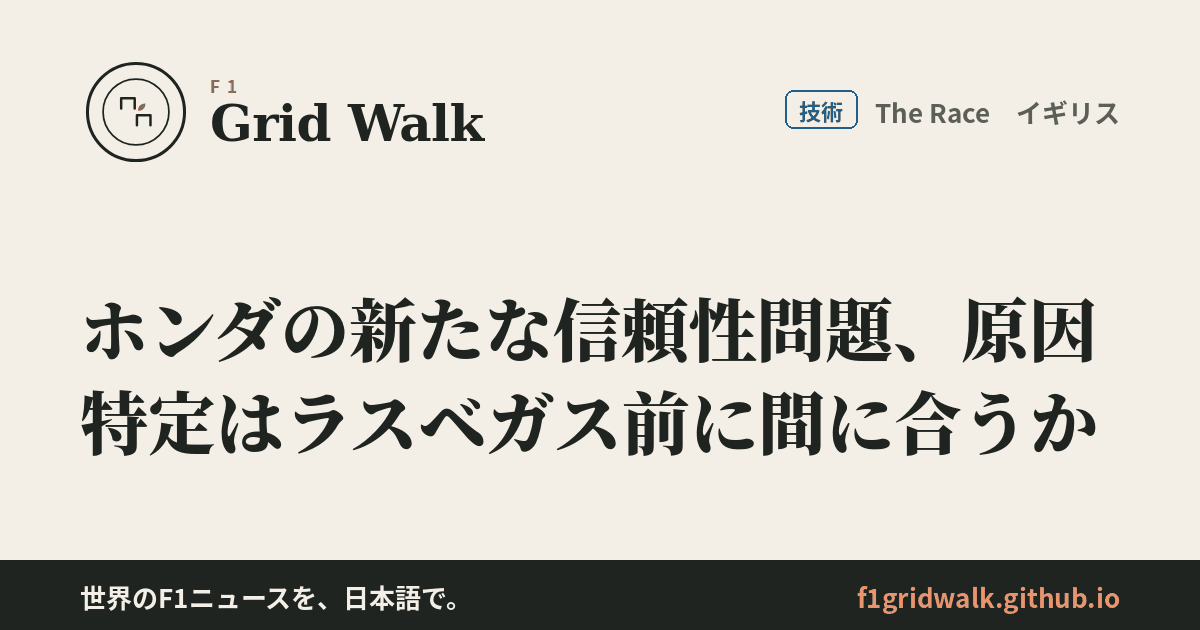 F1
Grid Walk
技術 The Race イギリス
ホンダの新たな信頼性問題、原因
特定はラスベガス前に間に合うか
世界のF1ニュースを、日本語で。
f1gridwalk.github.io